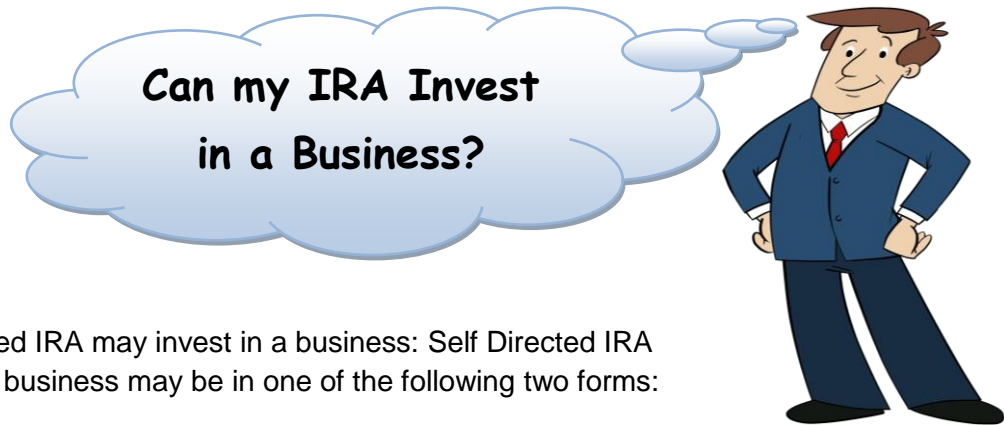 Can my IRA Invest
in a Business?
ed IRA may invest in a business: Self Directed IRA
business may be in one of the following two forms: